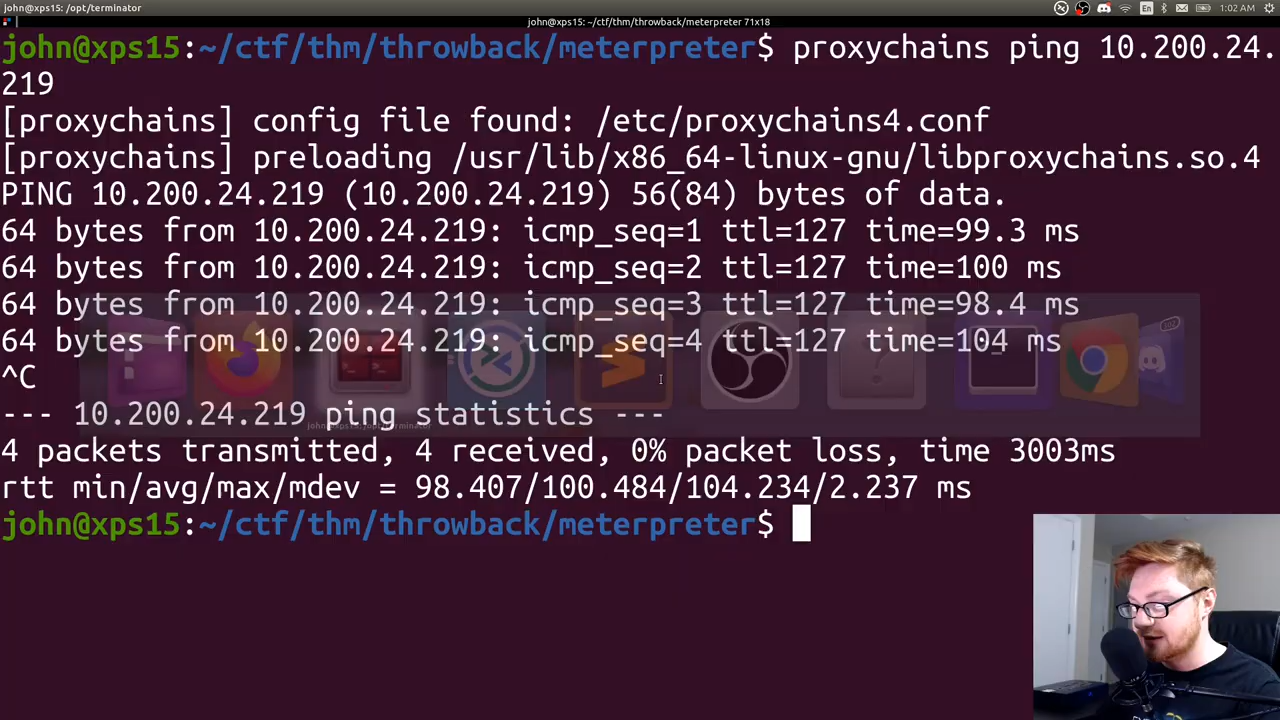 john@xps15: /opt/terminator
En
1:02 AM
john@xps15: ~/ctf/thm/throwback/meterpreter 71x18
john@xps15:~/ctf/thm/throwback/meterpreter$ proxychains ping 10.200.24.
219
[proxychains] config file found: /etc/proxychains4.conf
[proxychains] preloading /usr/lib/x86_64-linux-gnu/libproxychains.so.4
PING 10.200.24.219 (10.200.24.219) 56(84) bytes of data.
64 bytes from 10.200.24.219: icmp_seq=1 ttl=127 time=99.3 ms
64 bytes from 10.200.24.219: icmp_seq=2 ttl=127 time=100 ms
64 bytes from 10.200.24.219: icmp_seq=3 ttl=127 time=98.4 ms
64 bytes from 10.200.24.219: icmp_seq=4 ttl=127 time=104 ms
^C
--- 10.200.24.219 ping statistics ---
john@xps15: /opt/terminator
4 packets transmitted, 4 received, 0% packet loss, time 3003ms
rtt min/avg/max/mdev = 98.407/100.484/104.234/2.237 ms
john@xps15:~/ctf/thm/throwback/meterpreter$